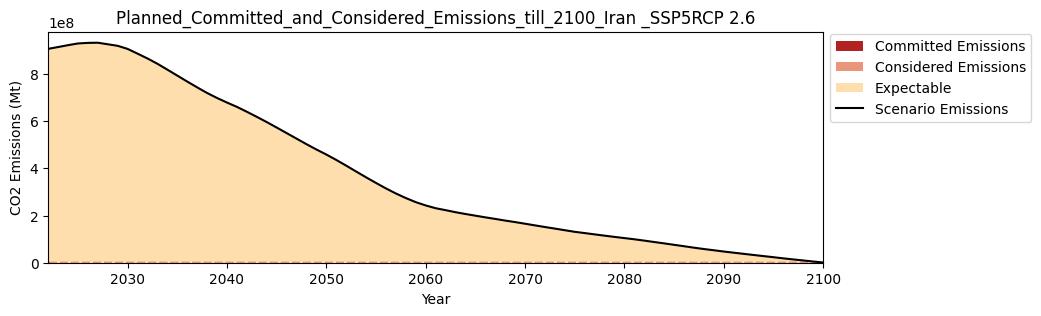 Planned_Committed_and_Considered_Emissions_till_2100_Iran _SSP5RCP 2.6
1e8
8
6
4
2
0
CO2 Emissions (Mt)
2030 2040 2050 2060 2070 2080 2090 2100
Year
Committed Emissions
Considered Emissions
Expectable
Scenario Emissions